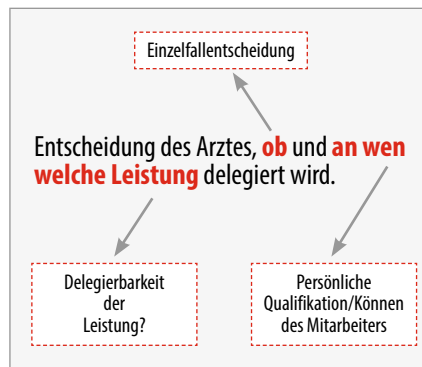 Einzelfallentscheidung
Entscheidung des Arztes, ob und an wen
welche Leistung delegiert wird.
Delegierbarkeit
der
Leistung?
Persönliche
Qualifikation/Können
des Mitarbeiters